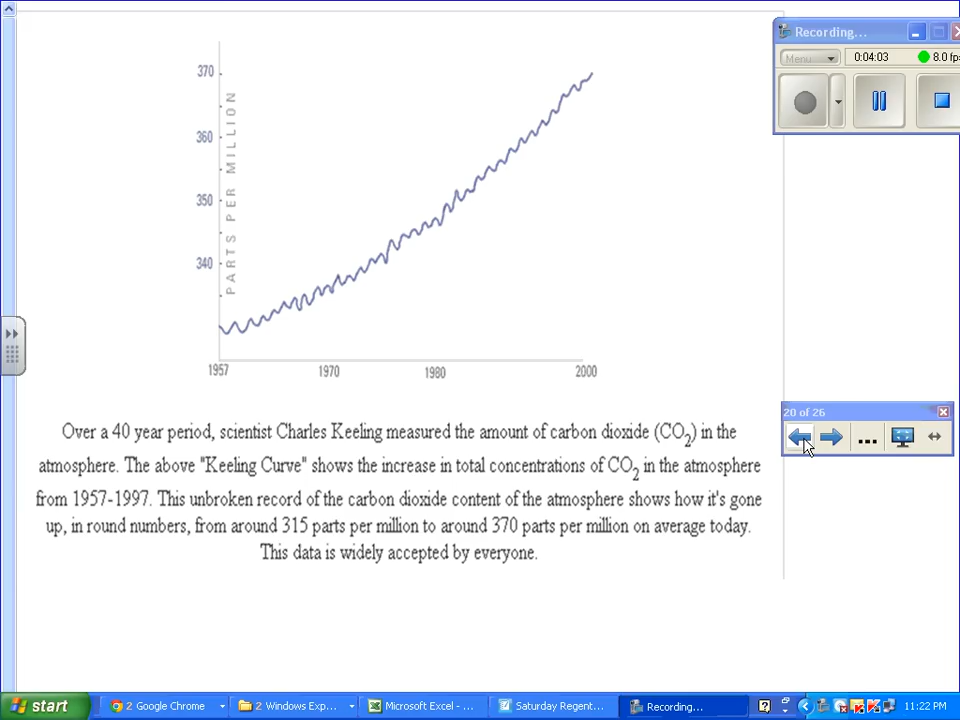 Recording...
Menu
0:04:03
8.0 fp
370
360
350
340
PARTS PER MILLION
1957
1970
1980
2000
20 of 26
...
Over a 40 year period, scientist Charles Keeling measured the amount of carbon dioxide (CO2) in the
atmosphere. The above "Keeling Curve" shows the increase in total concentrations of CO2 in the atmosphere
from 1957-1997. This unbroken record of the carbon dioxide content of the atmosphere shows how it's gone
up, in round numbers, from around 315 parts per million to around 370 parts per million on average today.
This data is widely accepted by everyone.
start
2 Google Chrome
2 Windows Exp...
Microsoft Excel - ...
Saturday Regent...
Recording...
11:22 PM